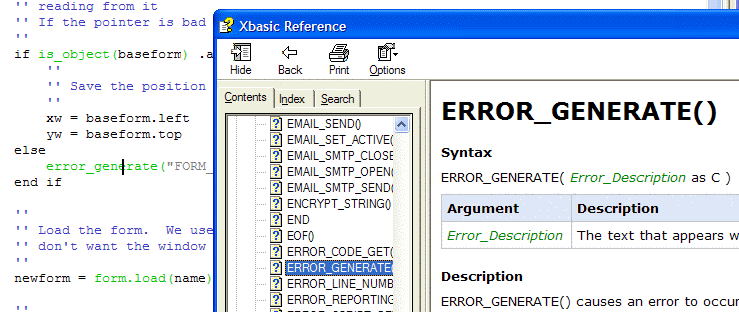 '' reading from it
'' If the pointer is bad
''
if is_object(baseform) .a
''
'' Save the position
''
xw = baseform.left
yw = baseform.top
else
error_generate("FORM_
end if
''
'' Load the form. We use
'' don't want the window
''
newform = form.load(name)
''
Xbasic Reference
Hide
Back
Print
Options
Contents
Index
Search
EMAIL_SEND()
EMAIL_SET_ACTIVE(
EMAIL_SMTP_CLOSE
EMAIL_SMTP_OPEN(
EMAIL_SMTP_SEND(
ENCRYPT_STRING()
END
EOF()
ERROR_CODE_GET(
ERROR_GENERATE(
ERROR_LINE_NUMB
ERROR_REPORTING
ERROR_GENERATE()
Syntax
ERROR_GENERATE( Error_Description as C )
Argument Description
Error_Description The text that appears w
Description
ERROR_GENERATE() causes an error to occur